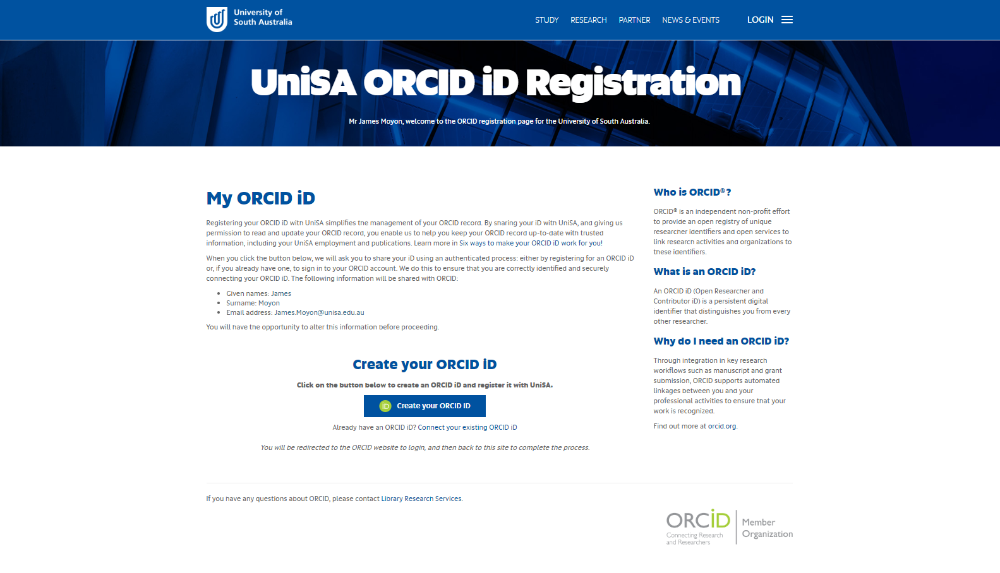 University of
South Australia
STUDY RESEARCH PARTNER NEWS & EVENTS LOGIN
UniSA ORCID iD Registration
Mr James Moyon, welcome to the ORCID registration page for the University of South Australia.
My ORCID iD
Registering your ORCID iD with UniSA simplifies the management of your ORCID record. By sharing your iD with UniSA, and giving us
permission to read and update your ORCID record, you enable us to help you keep your ORCID record up-to-date with trusted
information, including your UniSA employment and publications. Learn more in Six ways to make your ORCID iD work for you!
When you click the button below, we will ask you to share your iD using an authenticated process: either by registering for an ORCID iD
or, if you already have one, to sign in to your ORCID account. We do this to ensure that you are correctly identified and securely
connecting your ORCID iD. The following information will be shared with ORCID:
• Given names: James
• Surname: Moyon
• Email address: James.Moyon@unisa.edu.au
You will have the opportunity to alter this information before proceeding.
Create your ORCID iD
Click on the button below to create an ORCID iD and register it with UniSA.
iD Create your ORCID iD
Already have an ORCID iD? Connect your existing ORCID iD
You will be redirected to the ORCID website to login, and then back to this site to complete the process.
Who is ORCID®?
ORCID® is an independent non-profit effort
to provide an open registry of unique
researcher identifiers and open services to
link research activities and organizations to
these identifiers.
What is an ORCID iD?
An ORCID iD (Open Researcher and
Contributor iD) is a persistent digital
identifier that distinguishes you from every
other researcher.
Why do I need an ORCID iD?
Through integration in key research
workflows such as manuscript and grant
submission, ORCID supports automated
linkages between you and your
professional activities to ensure that your
work is recognized.
Find out more at orcid.org.
If you have any questions about ORCID, please contact Library Research Services.
ORCiD
Connecting Research
and Researchers
Member
Organization